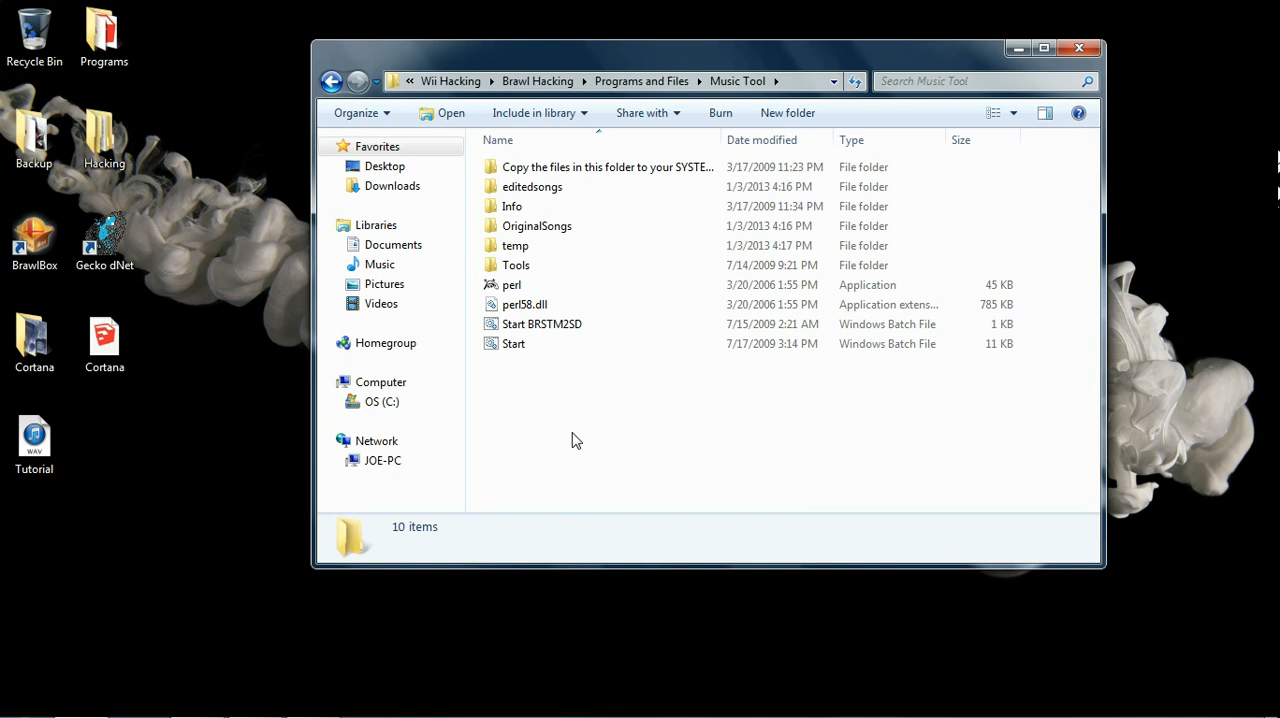 Recycle Bin
Programs
Backup
Hacking
BrawlBox
Gecko dNet
Cortana
Cortana
WAV
Tutorial
« Wii Hacking Brawl Hacking Programs and Files Music Tool
Search Music Tool
Organize Open Include in library Share with Burn New folder
Favorites
Desktop
Downloads
Libraries
Documents
Music
Pictures
Videos
Homegroup
Computer
OS (C:)
Network
JOE-PC
Name Date modified Type Size
Copy the files in this folder to your SYSTE... 3/17/2009 11:23 PM File folder
editedsongs 1/3/2013 4:16 PM File folder
Info 3/17/2009 11:34 PM File folder
OriginalSongs 1/3/2013 4:16 PM File folder
temp 1/3/2013 4:17 PM File folder
Tools 7/14/2009 9:21 PM File folder
perl 3/20/2006 1:55 PM Application 45 KB
perl58.dll 3/20/2006 1:55 PM Application extens... 785 KB
Start BRSTM2SD 7/15/2009 2:21 AM Windows Batch File 1 KB
Start 7/17/2009 3:14 PM Windows Batch File 11 KB
10 items